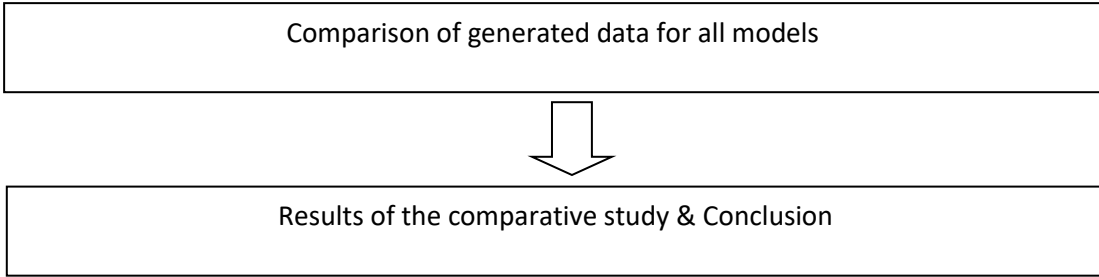 Comparison of generated data for all models
Results of the comparative study & Conclusion